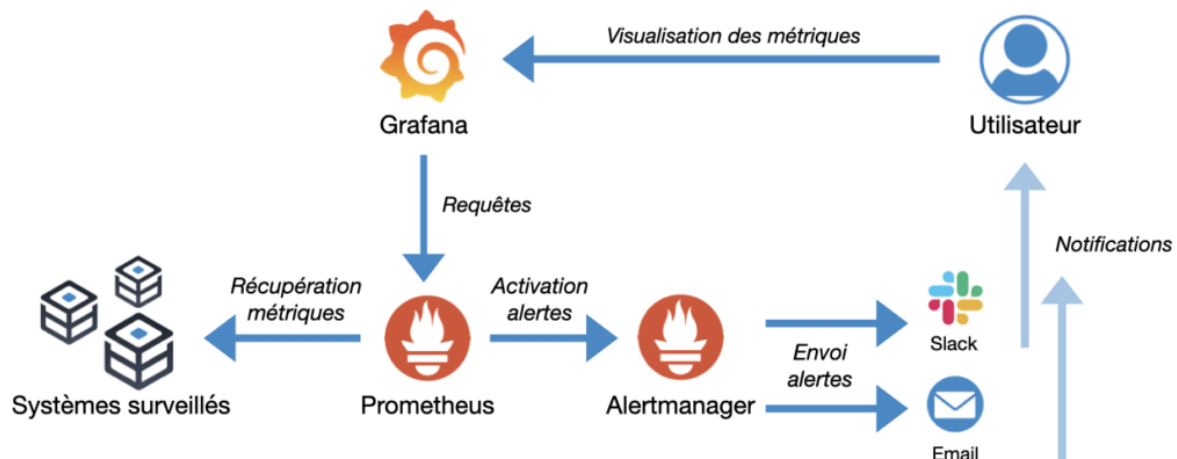 Visualisation des métriques
Grafana
Utilisateur
Requêtes
Notifications
Récupération
métriques
Activation
alertes
Envoi
alertes
Slack
Systèmes surveillés
Prometheus
Alertmanager
Email